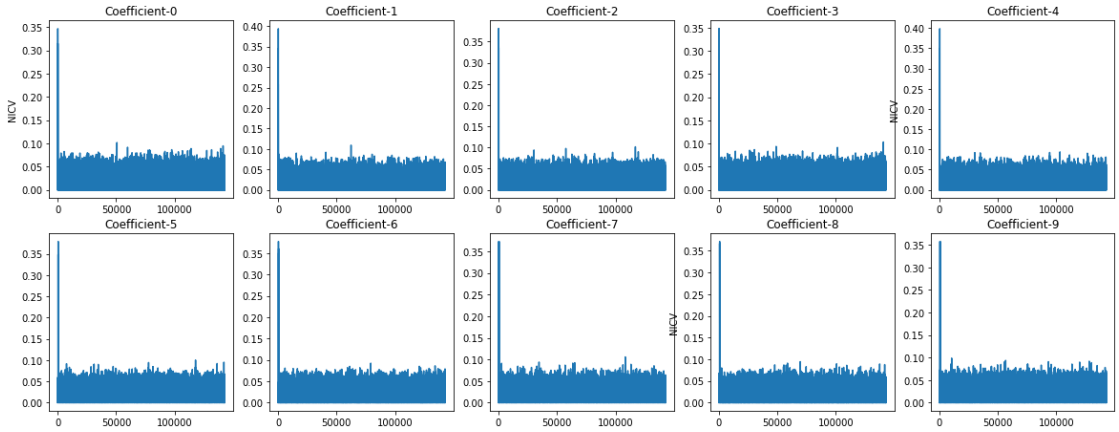 Coefficient-0 Coefficient-1 Coefficient-2 Coefficient-3 Coefficient-4
0.35 0.40 0.35 0.35 0.40
0.30 0.35 0.30 0.30 0.35
0.25 0.30 0.25 0.25 0.30
0.20 0.25 0.20 0.20 0.25
0.15 0.20 0.15 0.15 0.20
0.10 0.15 0.10 0.10 0.15
0.05 0.10 0.05 0.05 0.10
0.00 0.05 0.00 0.00 0.05
0.00 0.00
NICV NICV
0 50000 100000 0 50000 100000 0 50000 100000 0 50000 100000 0 50000 100000
Coefficient-5 Coefficient-6 Coefficient-7 Coefficient-8 Coefficient-9
0.35 0.35 0.35 0.35 0.35
0.30 0.30 0.30 0.30 0.30
0.25 0.25 0.25 0.25 0.25
0.20 0.20 0.20 0.20 0.20
0.15 0.15 0.15 0.15 0.15
0.10 0.10 0.10 0.10 0.10
0.05 0.05 0.05 0.05 0.05
0.00 0.00 0.00 0.00 0.00
NICV
0 50000 100000 0 50000 100000 0 50000 100000 0 50000 100000 0 50000 100000